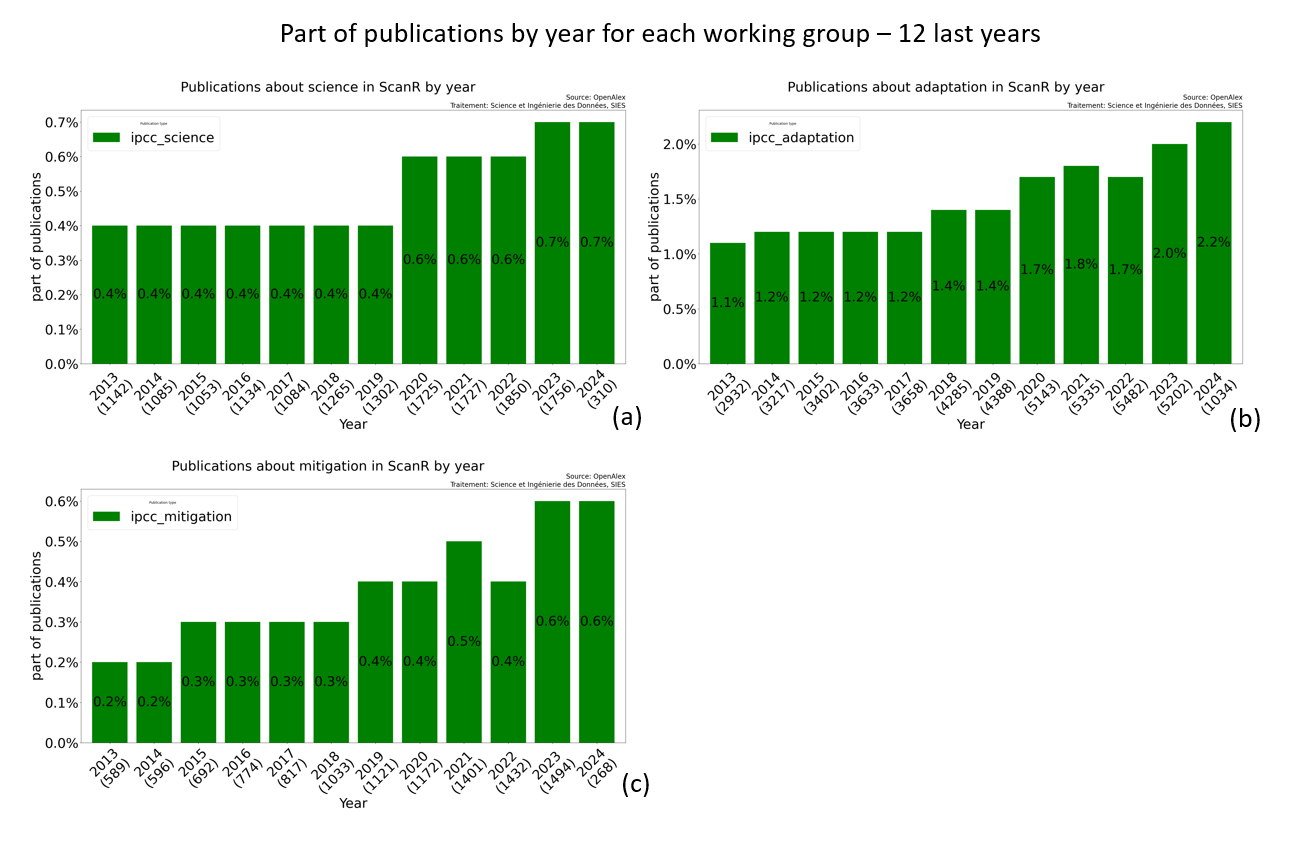 Part of publications by year for each working group – 12 last years
Publications about science in ScanR by year
Source: OpenAlex
Traitement: Science et Ingénierie des Données, SIES
Publication type
ipcc_science
part of publications
0.7%
0.6%
0.5%
0.4%
0.3%
0.2%
0.1%
0.0%
0.4% 0.4% 0.4% 0.4% 0.4% 0.4% 0.4% 0.6% 0.6% 0.6% 0.7% 0.7%
2013 2014 2015 2016 2017 2018 2019 2020 2021 2022 2023 2024
(1142) (1085) (1053) (1134) (1084) (1265) (1302) (1725) (1727) (1850) (1756) (310)
Year
(a)
Publications about adaptation in ScanR by year
Source: OpenAlex
Traitement: Science et Ingénierie des Données, SIES
Publication type
ipcc_adaptation
part of publications
2.0%
1.5%
1.0%
0.5%
0.0%
1.1% 1.2% 1.2% 1.2% 1.2% 1.4% 1.4% 1.7% 1.8% 1.7% 2.0% 2.2%
2013 2014 2015 2016 2017 2018 2019 2020 2021 2022 2023 2024
(2932) (3217) (3402) (3633) (3658) (4285) (4388) (5143) (5335) (5482) (5202) (1034)
Year
(b)
Publications about mitigation in ScanR by year
Source: OpenAlex
Traitement: Science et Ingénierie des Données, SIES
Publication type
ipcc_mitigation
part of publications
0.6%
0.5%
0.4%
0.3%
0.2%
0.1%
0.0%
0.2% 0.2% 0.3% 0.3% 0.3% 0.3% 0.4% 0.4% 0.5% 0.4% 0.6% 0.6%
2013 2014 2015 2016 2017 2018 2019 2020 2021 2022 2023 2024
(589) (596) (692) (774) (817) (1033) (1121) (1172) (1401) (1432) (1494) (268)
Year
(c)